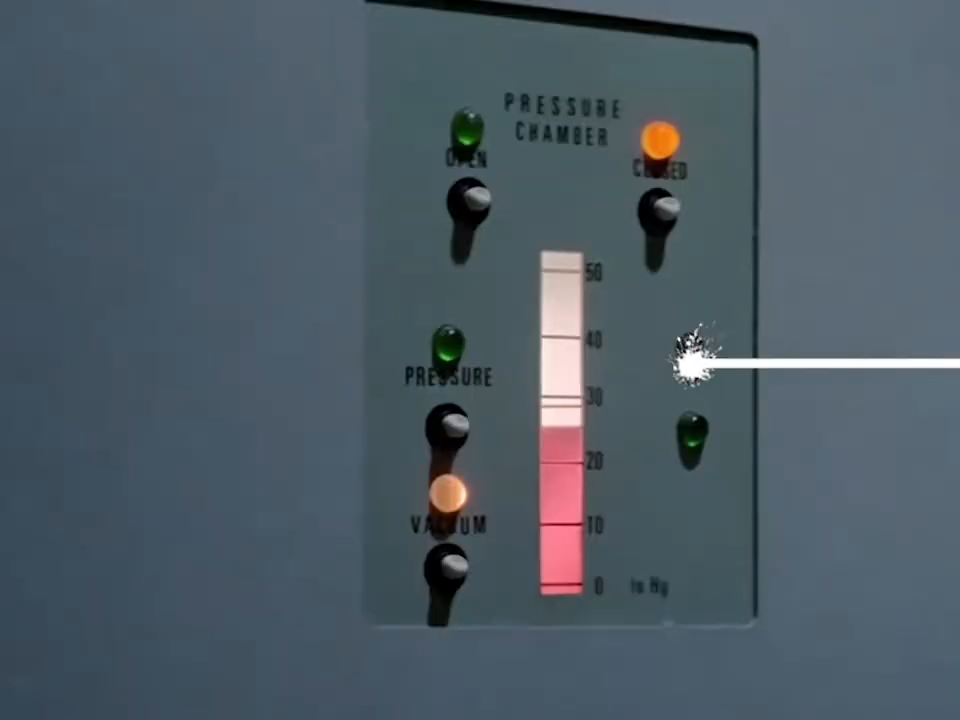 PRESSURE
CHAMBER
OPEN
CLOSED
50
40
30
20
10
0
In Hg
PRESSURE
VACUUM